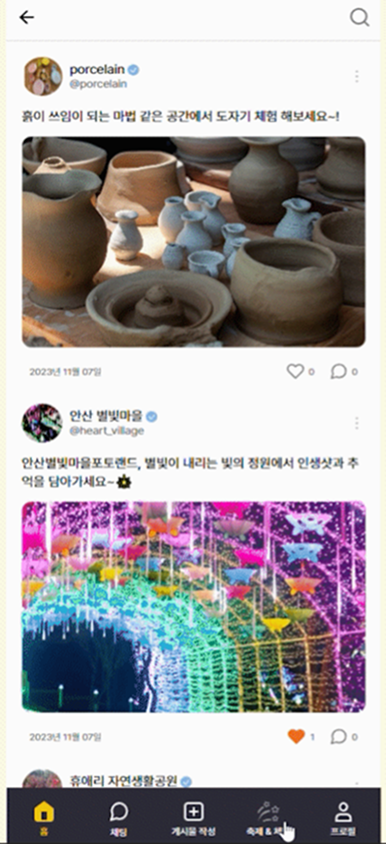 porcelain
@porcelain
흙이 쓰임이 되는 마법 같은 공간에서 도자기 체험 해보세요~!
2023년 11월 07일
0
0
안산 별빛마을
@heart_village
안산별빛마을포토랜드, 별빛이 내리는 빛의 정원에서 인생샷과 추
억을 담아가세요~
2023년 11월 07일
1
0
휴애리 자연생활공원
홈
채팅
게시물 작성
축제 &
프로필